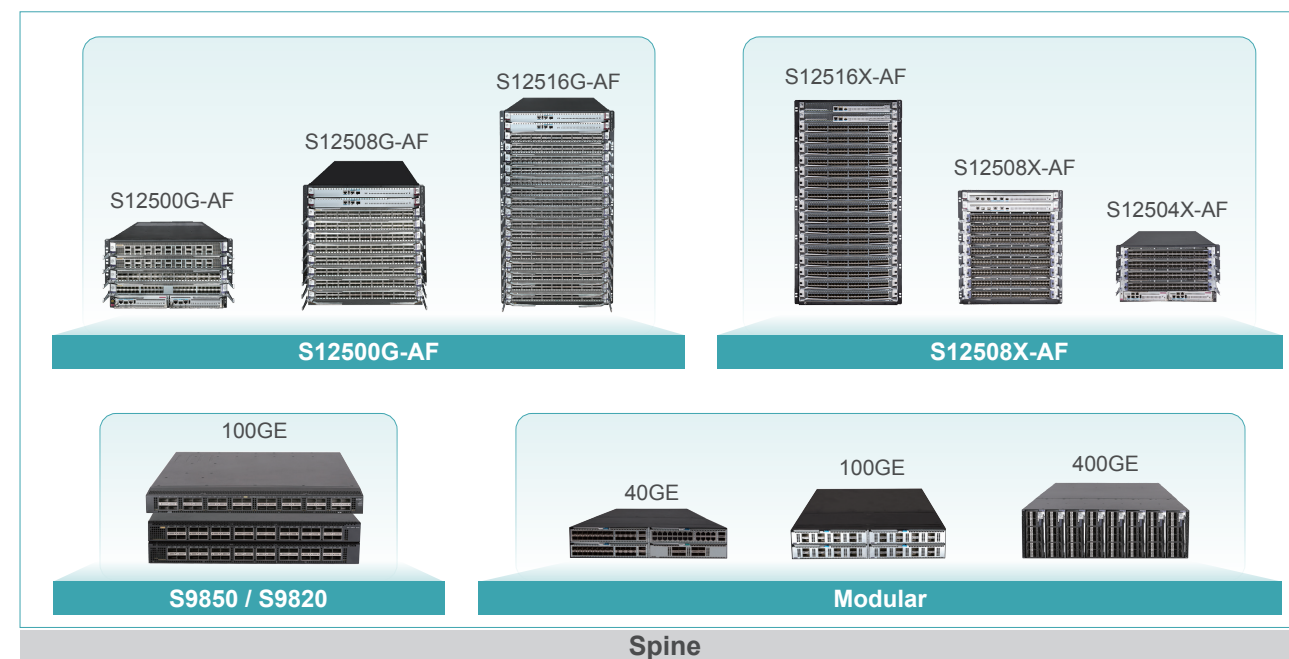 S12516G-AF
S12508G-AF
S12500G-AF
S12500G-AF
S12516X-AF
S12508X-AF
S12504X-AF
S12508X-AF
100GE
S9850 / S9820
40GE
100GE
400GE
Modular
Spine